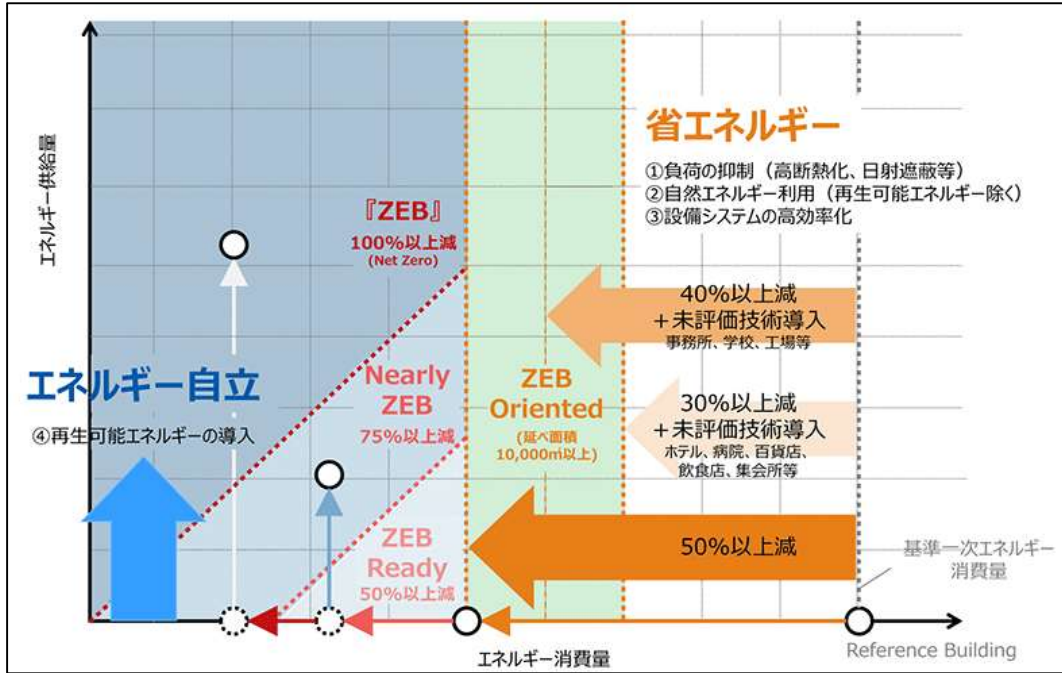 エネルギー供給量
省エネルギー
①負荷の抑制（高断熱化、日射遮蔽等）
②自然エネルギー利用（再生可能エネルギー除く）
③設備システムの高効率化
『ZEB』
100%以上減
(Net Zero)
40%以上減
＋未評価技術導入
事務所、学校、工場等
エネルギー自立
④再生可能エネルギーの導入
Nearly
ZEB
75%以上減
ZEB
Oriented
(延べ面積
10,000㎡以上)
30%以上減
＋未評価技術導入
ホテル、病院、百貨店、
飲食店、集会所等
ZEB
Ready
50%以上減
50%以上減
基準一次エネルギー
消費量
エネルギー消費量
Reference Building